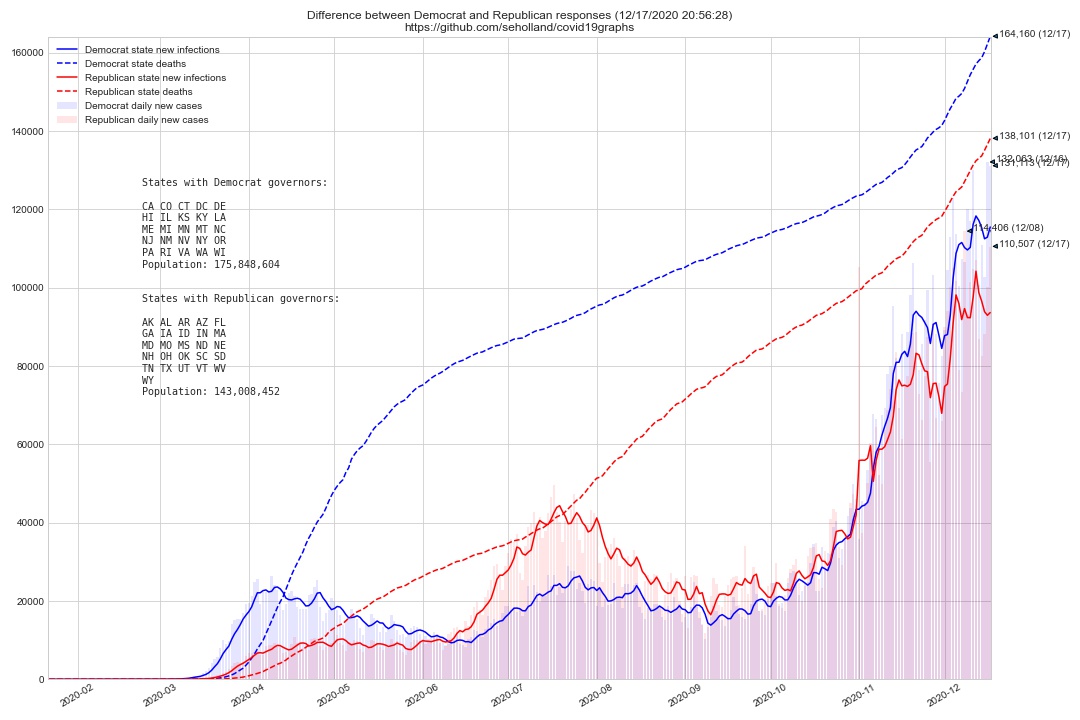 Difference between Democrat and Republican responses (12/17/2020 20:56:28)
https://github.com/seholland/covid19graphs
Democrat state new infections
Democrat state deaths
Republican state new infections
Republican state deaths
Democrat daily new cases
Republican daily new cases
States with Democrat governors:
CA CO CT DC DE
HI IL KS KY LA
ME MI MN MT NC
NJ NM NV NY OR
PA RI VA WA WI
Population: 175,848,604
States with Republican governors:
AK AL AR AZ FL
GA IA ID IN MA
MD MO MS ND NE
NH OH OK SC SD
TN TX UT VT WV
WY
Population: 143,008,452
164,160 (12/17)
138,101 (12/17)
132,063 (12/16)
131,113 (12/17)
114,406 (12/08)
110,507 (12/17)
160000
140000
120000
100000
80000
60000
40000
20000
0
2020-02
2020-03
2020-04
2020-05
2020-06
2020-07
2020-08
2020-09
2020-10
2020-11
2020-12